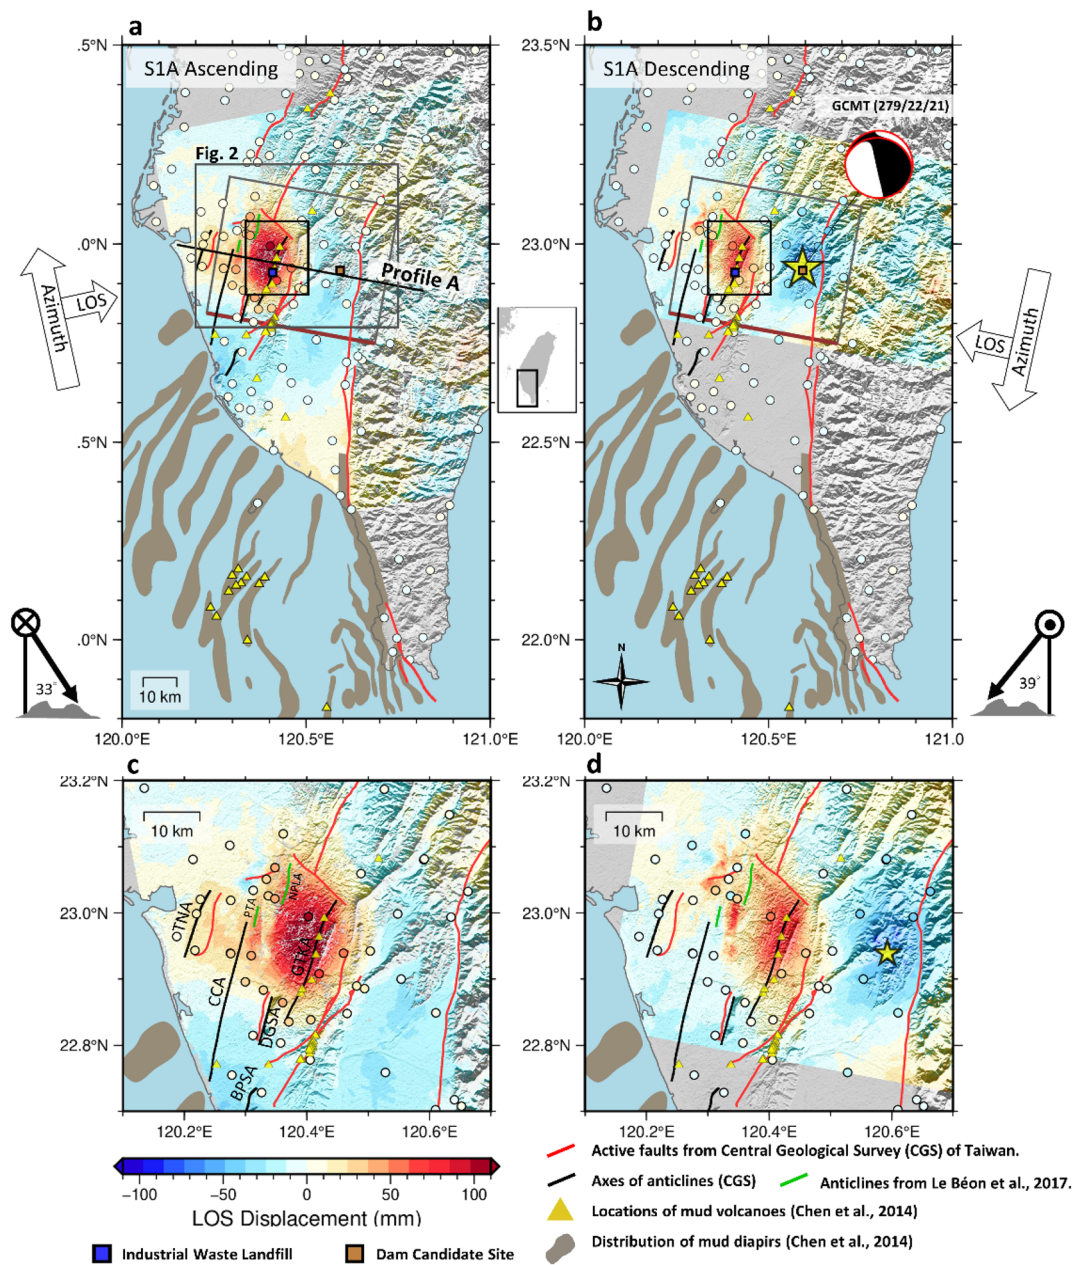 a
b
.5°N
23.5°N
S1A Ascending
S1A Descending
GCMT (279/22/21)
Fig. 2
.0°N
23.0°N
Profile A
Azimuth
LOS
LOS
Azimuth
.5°N
22.5°N
.0°N
22.0°N
N
33°
39°
10 km
120.0°E
120.5°E
121.0°E
120.0°E
120.5°E
121.0
c
d
23.2°N
23.2°N
10 km
10 km
NPLA
PTA
TNA
23.0°N
23.0°N
GTKA
CCA
DGSA
22.8°N
22.8°N
BPSA
120.2°E
120.4°E
120.6°E
120.2°E
120.4°E
120.6°E
−100
−50
0
50
100
LOS Displacement (mm)
Industrial Waste Landfill
Dam Candidate Site
Active faults from Central Geological Survey (CGS) of Taiwan.
Axes of anticlines (CGS)
Anticlines from Le Béon et al., 2017.
Locations of mud volcanoes (Chen et al., 2014)
Distribution of mud diapirs (Chen et al., 2014)